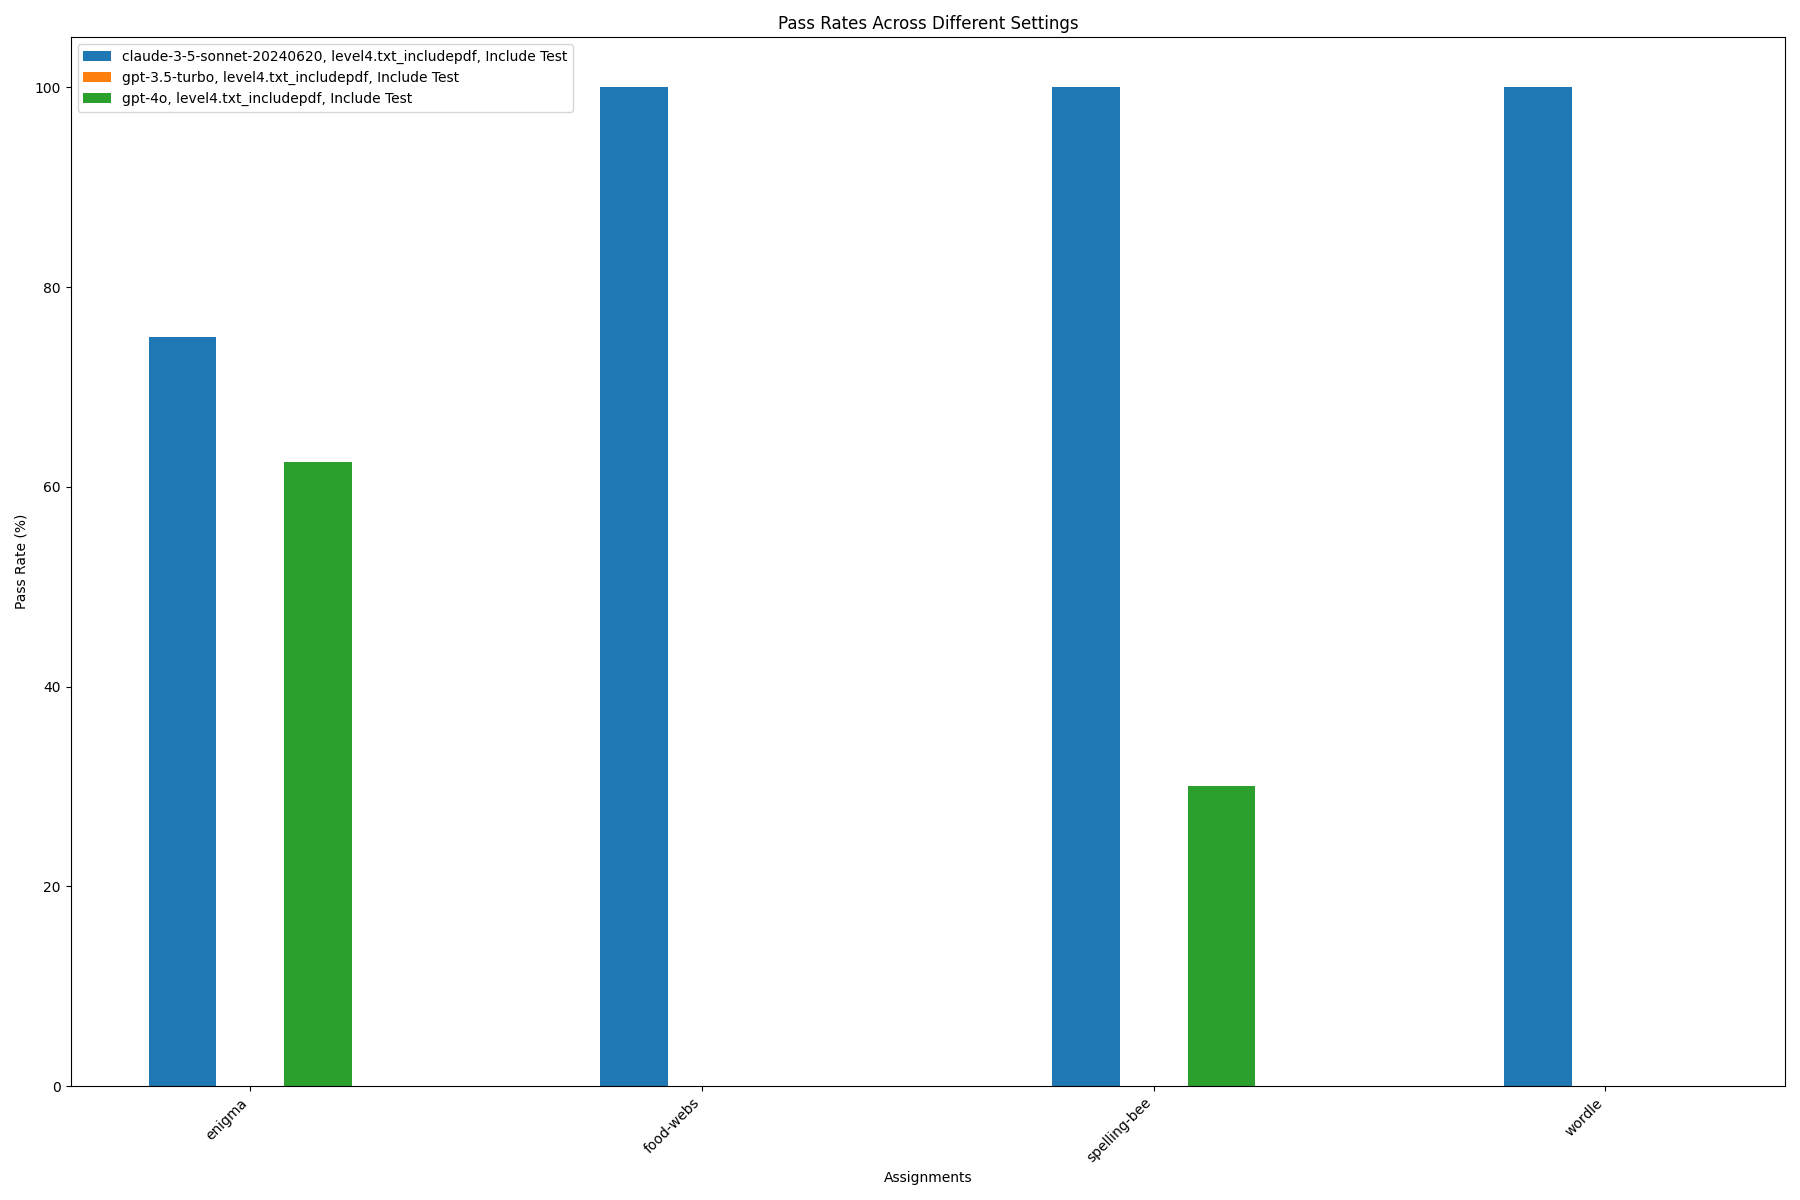 Pass Rates Across Different Settings
claude-3-5-sonnet-20240620, level4.txt_includepdf, Include Test
gpt-3.5-turbo, level4.txt_includepdf, Include Test
gpt-4o, level4.txt_includepdf, Include Test
100
80
60
40
20
0
Pass Rate (%)
enigma
food-webs
spelling-bee
wordle
Assignments